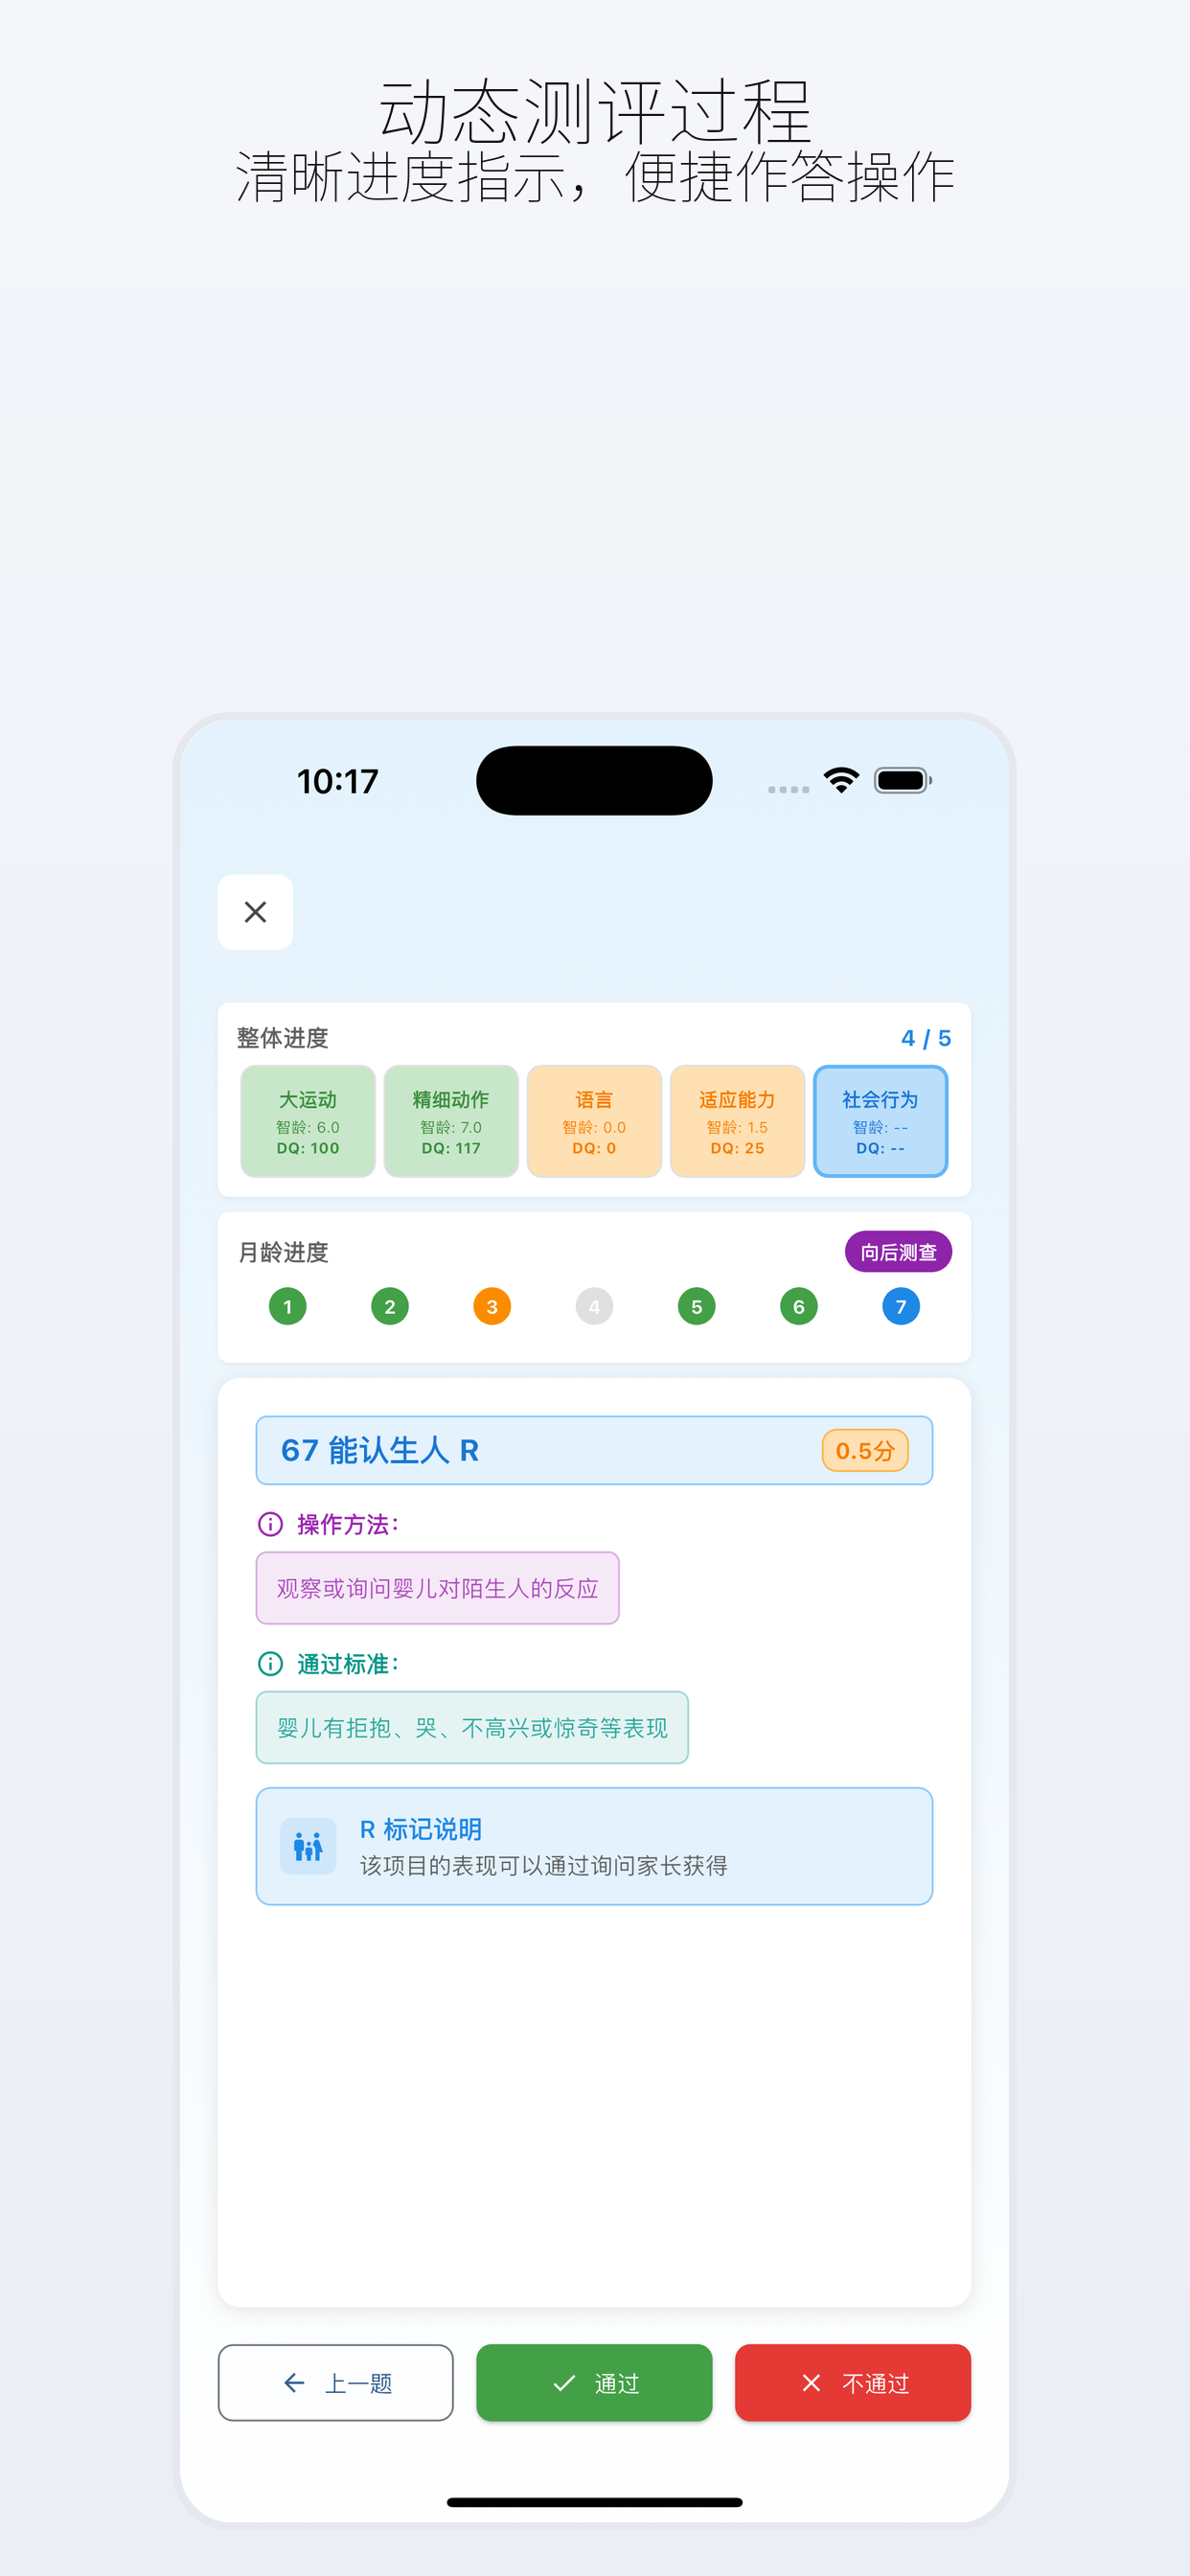 动态测评过程
清晰进度指示，便捷作答操作
10:17
整体进度
4 / 5
大运动
智龄: 6.0
DQ: 100
精细动作
智龄: 7.0
DQ: 117
语言
智龄: 0.0
DQ: 0
适应能力
智龄: 1.5
DQ: 25
社会行为
智龄: --
DQ: --
月龄进度
向后测查
1 2 3 4 5 6 7
67 能认生人 R
0.5分
操作方法：
观察或询问婴儿对陌生人的反应
通过标准：
婴儿有拒抱、哭、不高兴或惊奇等表现
R 标记说明
该项目的表现可以通过询问家长获得
上一题
通过
不通过